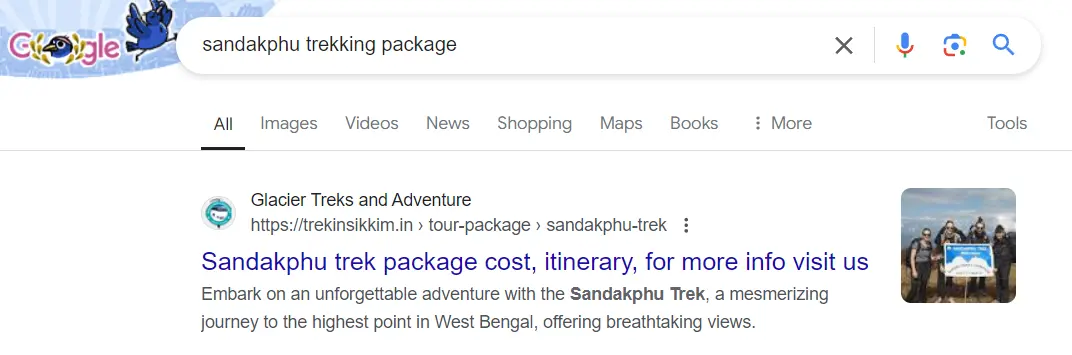 Google
sandakphu trekking package
All Images Videos News Shopping Maps Books More Tools
Glacier Treks and Adventure
https://trekinsikkim.in › tour-package › sandakphu-trek
Sandakphu trek package cost, itinerary, for more info visit us
Embark on an unforgettable adventure with the Sandakphu Trek, a mesmerizing
journey to the highest point in West Bengal, offering breathtaking views.